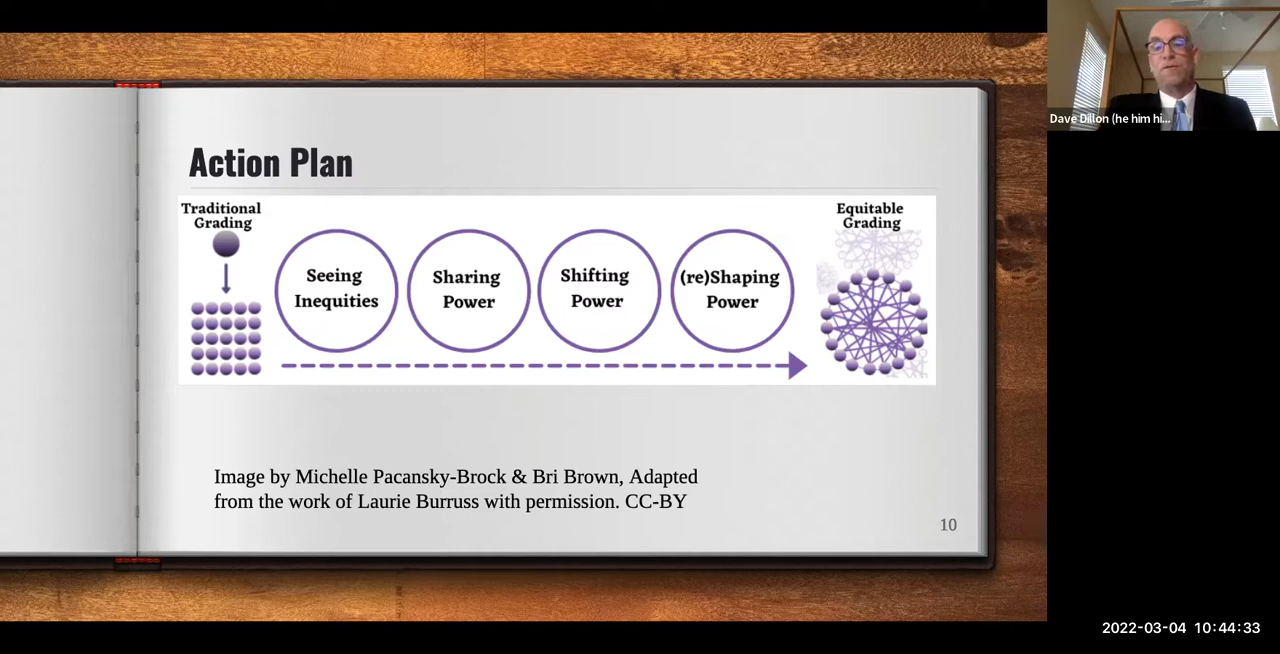 Action Plan
Traditional
Grading
Seeing
Inequities
Sharing
Power
Shifting
Power
(re)Shaping
Power
Equitable
Grading
Image by Michelle Pacansky-Brock & Bri Brown, Adapted
from the work of Laurie Burruss with permission. CC-BY
10
Dave Dillon (he him hi...
2022-03-04 10:44:33